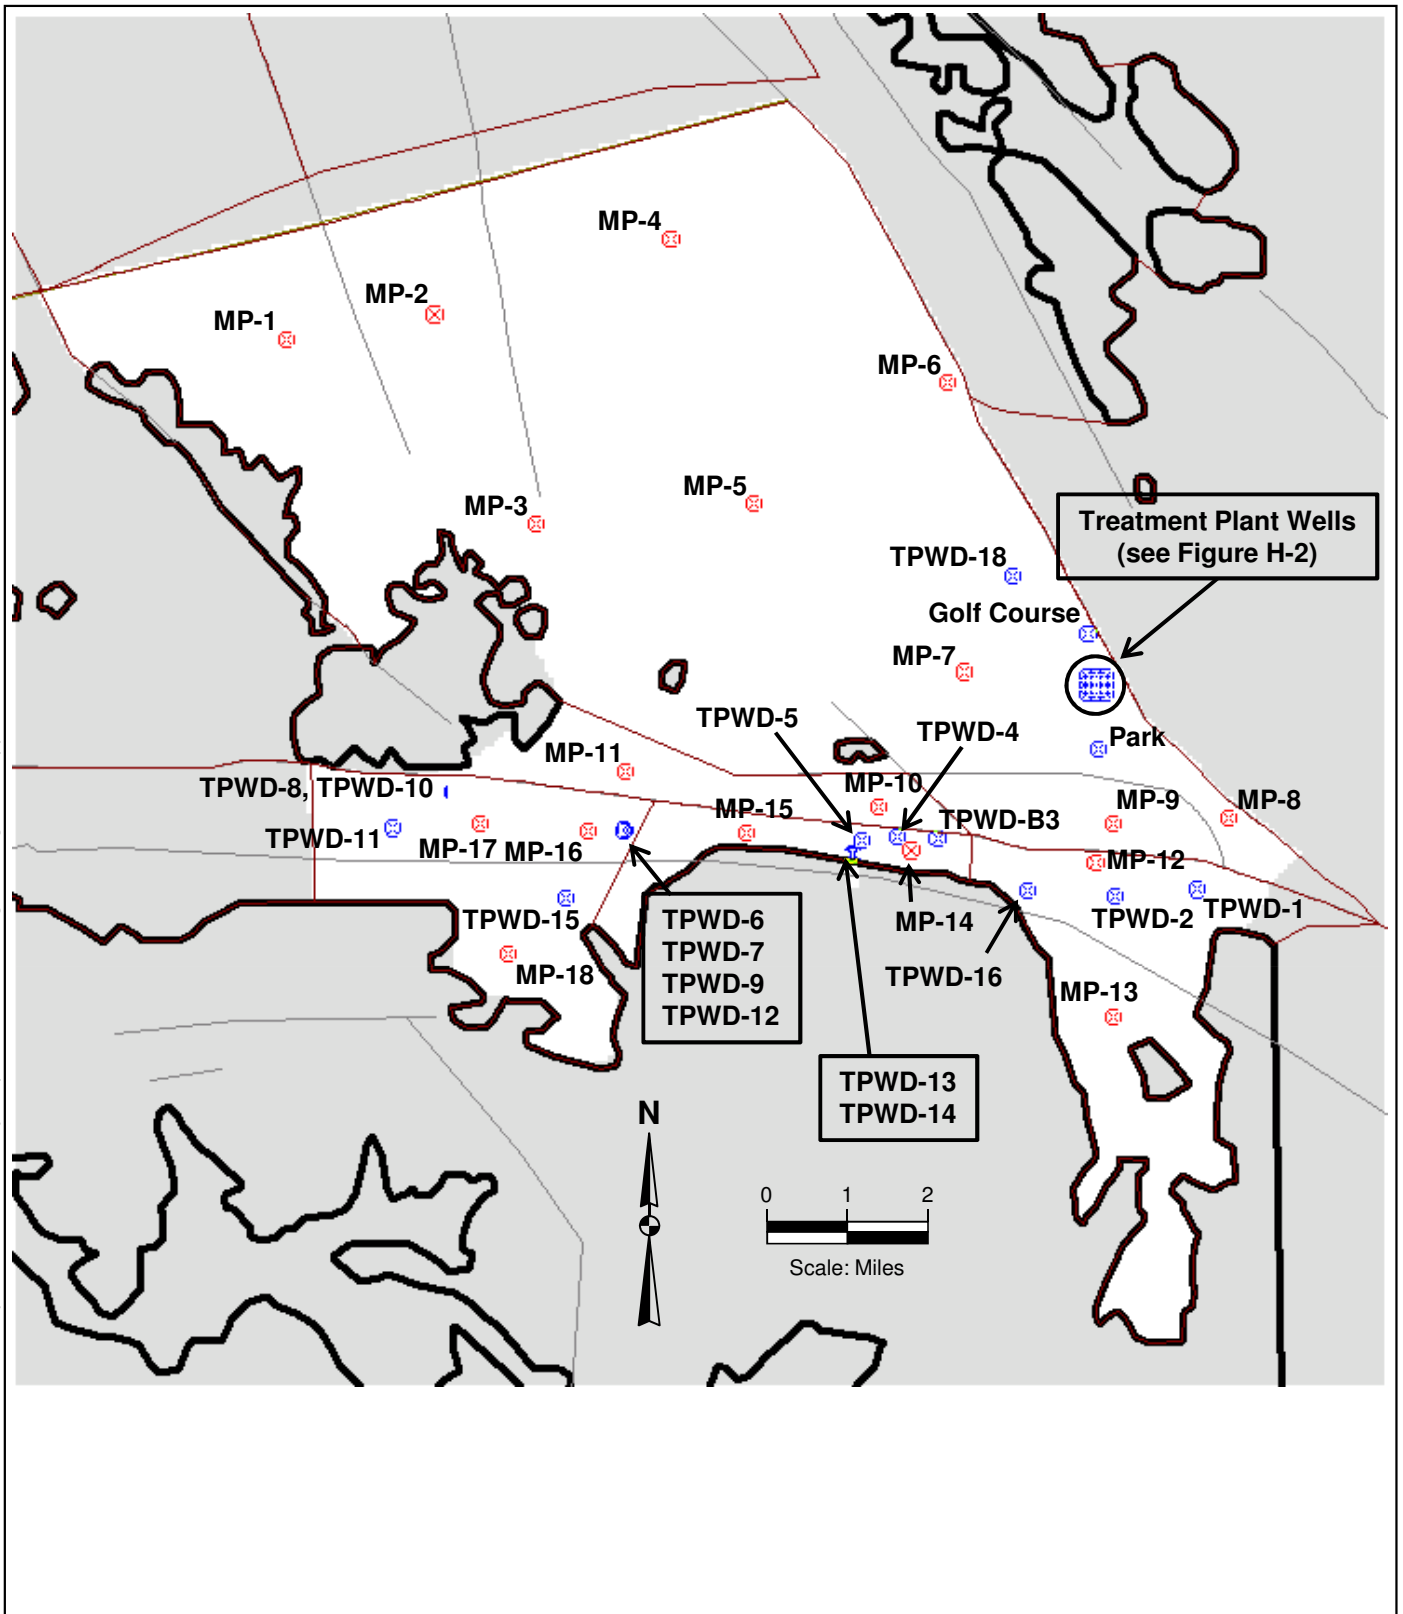 MP-4
MP-2
MP-1
MP-6
MP-5
MP-3
Treatment Plant Wells
(see Figure H-2)
TPWD-18
Golf Course
MP-7
TPWD-5
TPWD-4
Park
MP-11
TPWD-8, TPWD-10
MP-10
MP-9
MP-8
MP-15
TPWD-B3
TPWD-11
MP-17
MP-16
MP-12
TPWD-15
TPWD-6
TPWD-7
TPWD-9
TPWD-12
MP-14
TPWD-2
TPWD-1
MP-18
TPWD-16
MP-13
TPWD-13
TPWD-14
N
0 1 2
Scale: Miles